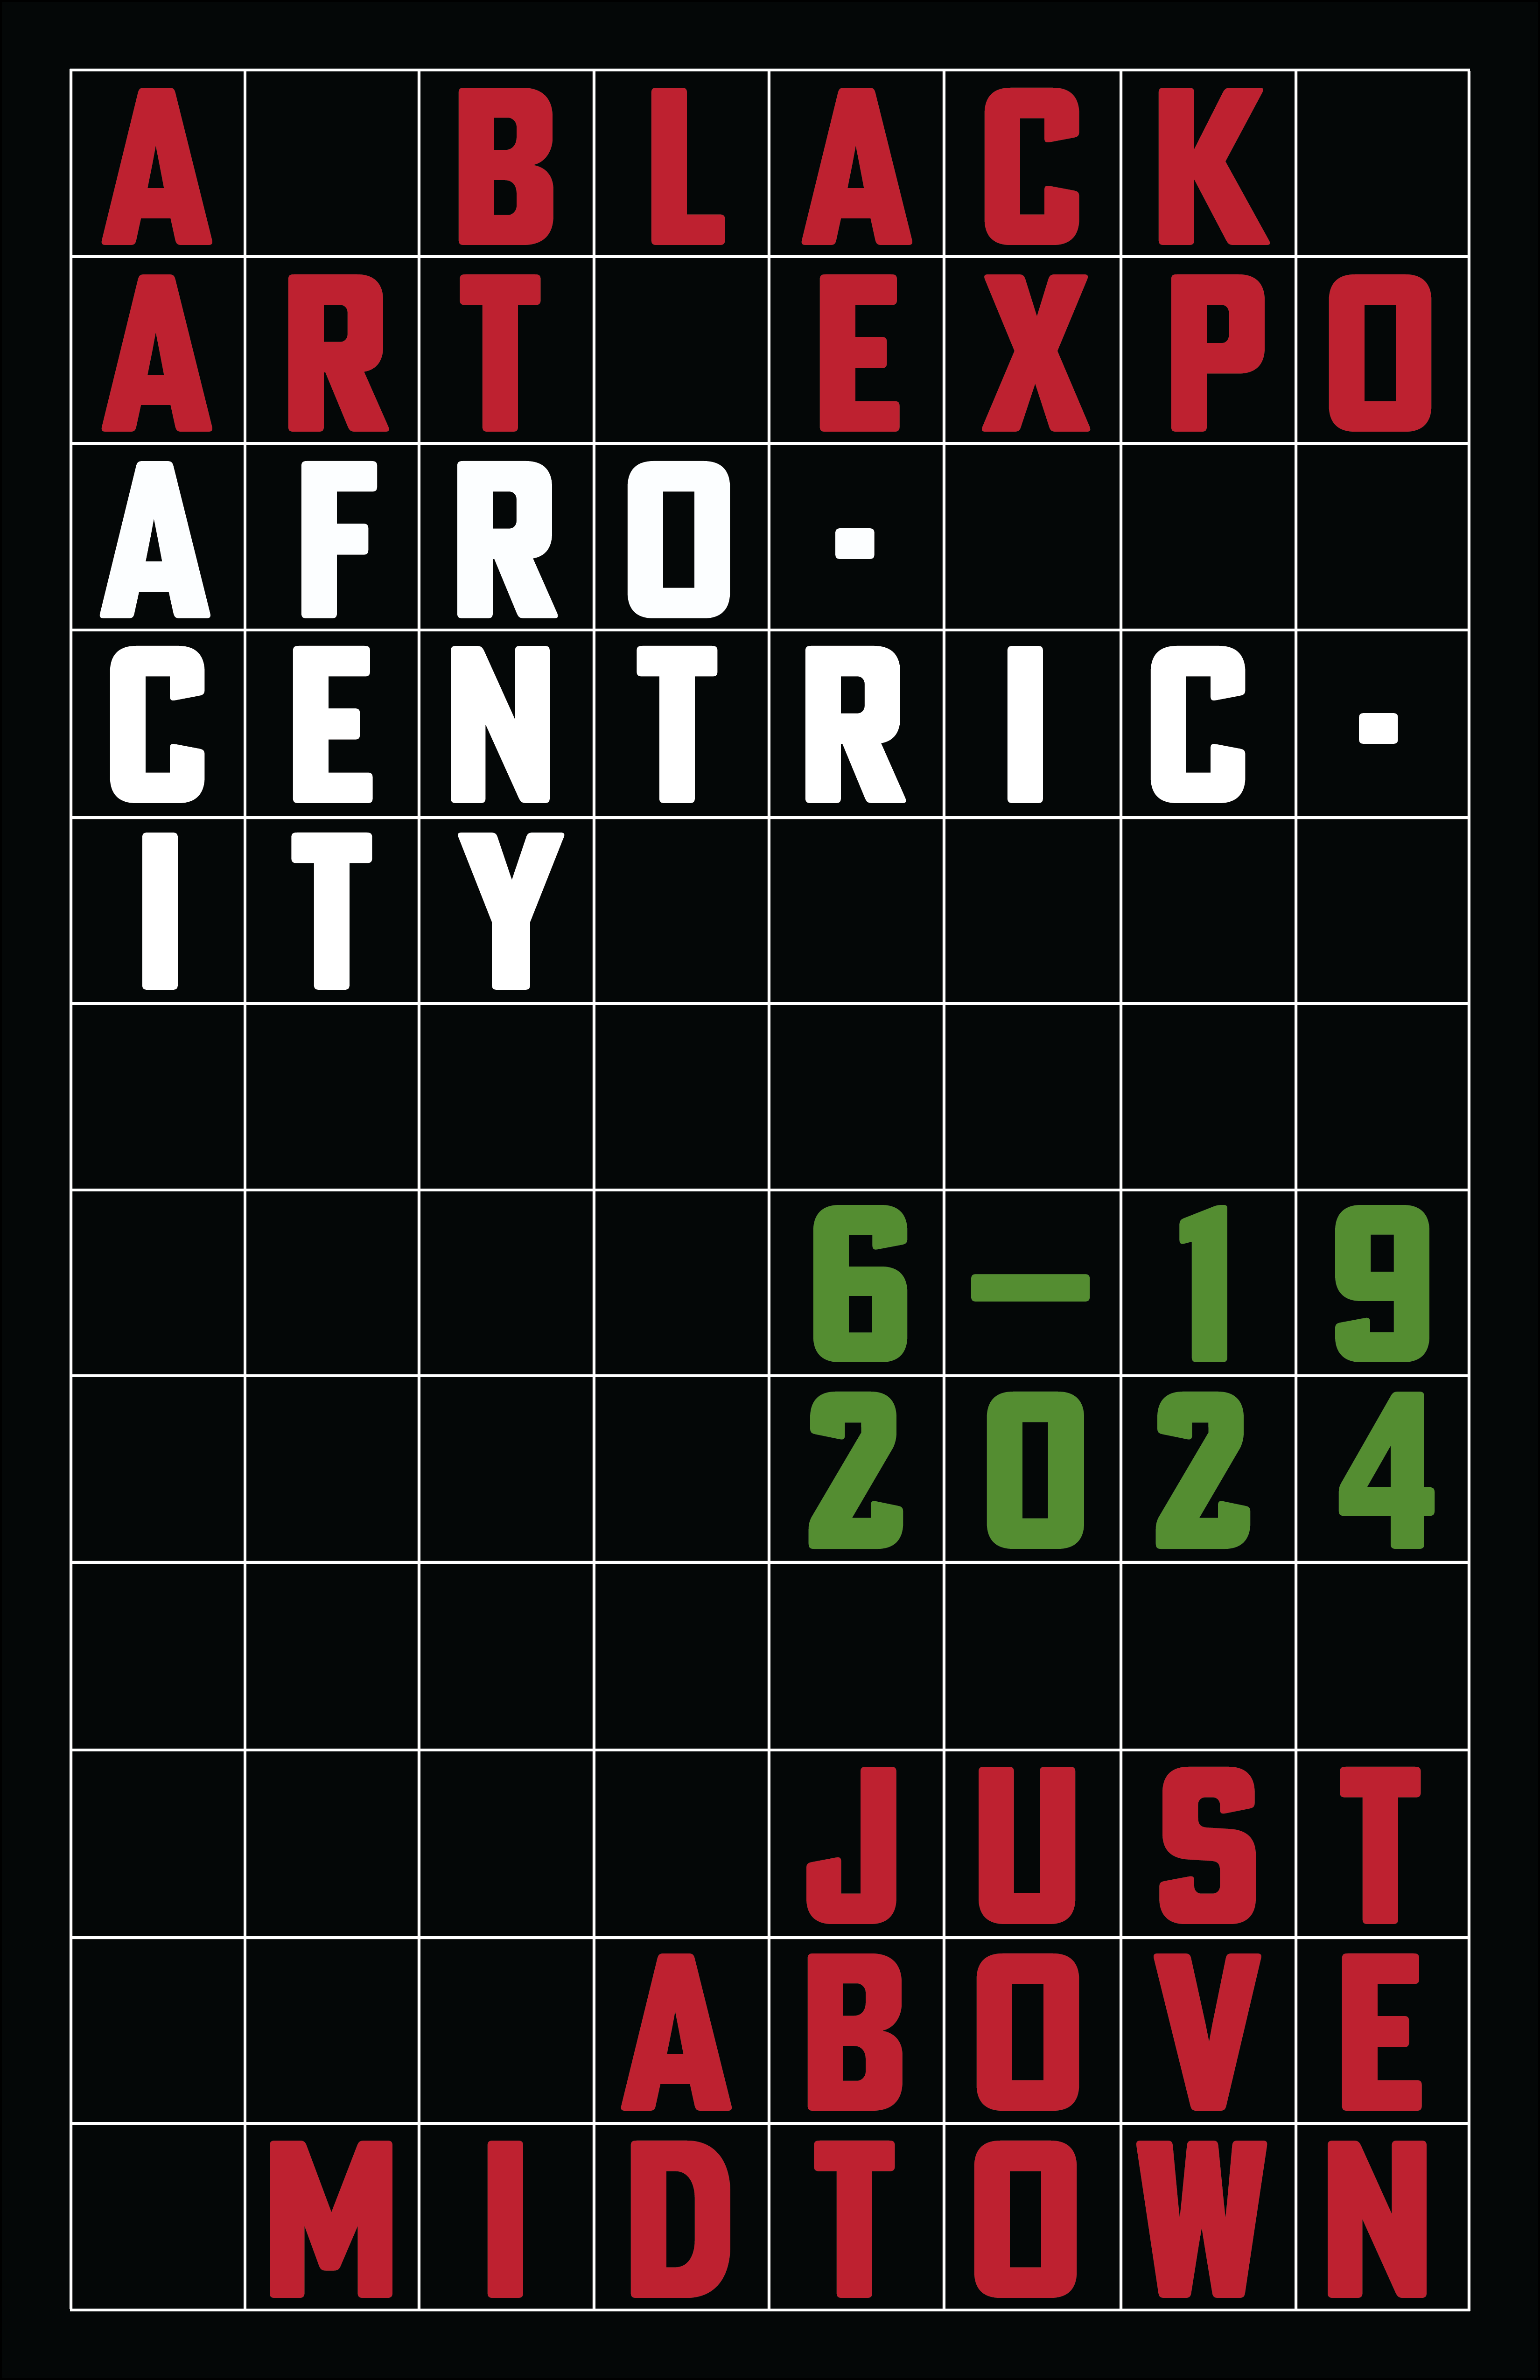 A BLACK
ART EXPO
AFRO-
CENTRIC-
ITY
6–19
2024
JUST
ABOVE
MIDTOWN